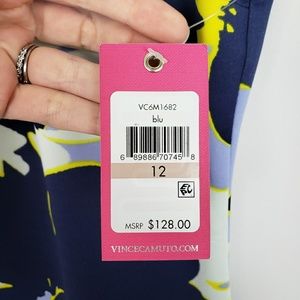 VC6M1682
blu
6 89886 70745 8
12
MSRP $128.00
VINCECAMUTO.COM